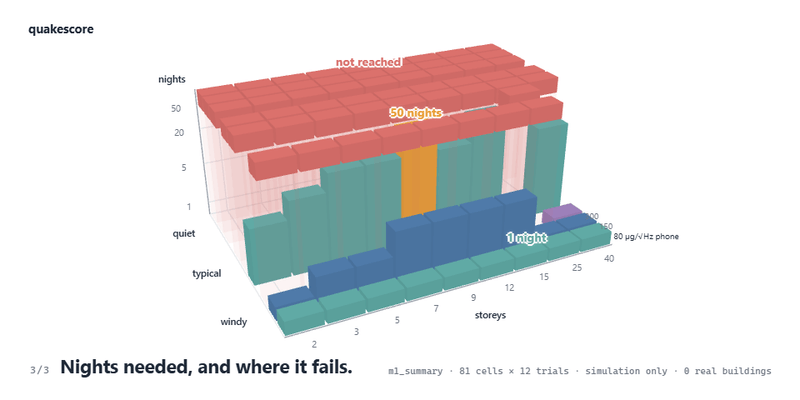 quakescore
not reached
nights
50
50 nights
20
5
1
quiet
typical
windy
1 night
80 µg/√Hz phone
40
25
15
12
9
7
5
3
2
storeys
3/3 Nights needed, and where it fails.
m1_summary · 81 cells × 12 trials · simulation only · 0 real buildings